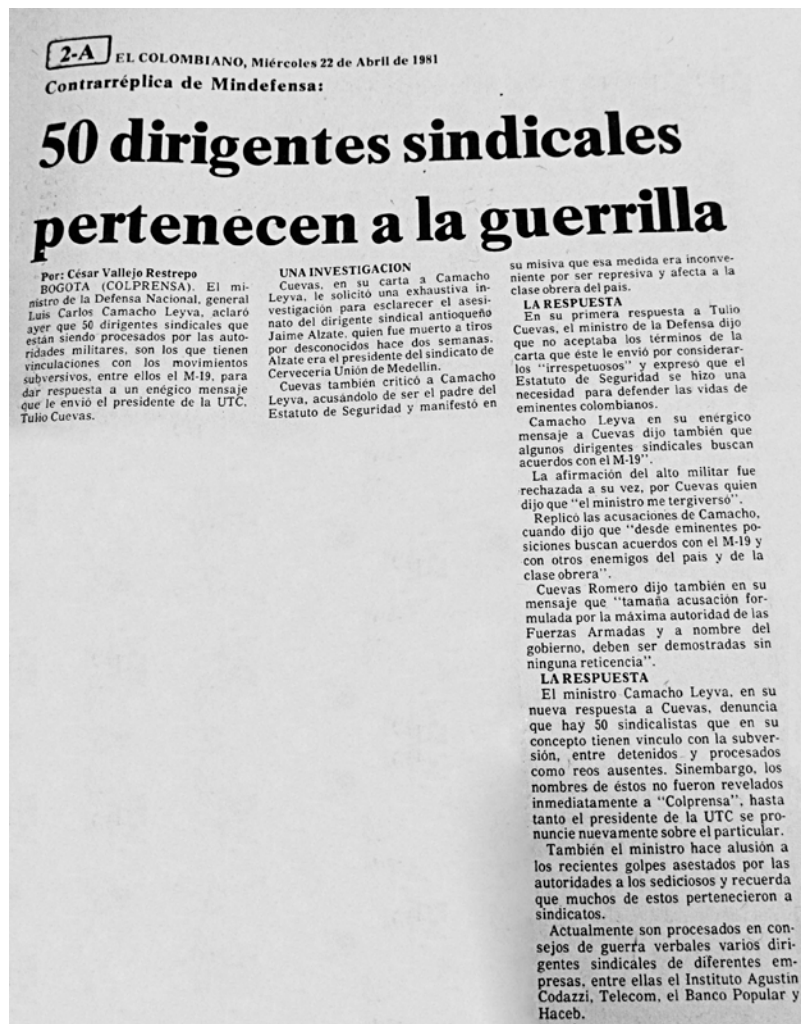 2-A EL COLOMBIANO, Miércoles 22 de Abril de 1981
Contrarréplica de Mindefensa:
50 dirigentes sindicales
pertenecen a la guerrilla
Por: César Vallejo Restrepo
BOGOTA (COLPRENSA). El mi-
nistro de la Defensa Nacional, general
Luis Carlos Camacho Leyva, aclaró
ayer que 50 dirigentes sindicales que
están siendo procesados por las auto-
ridades militares, son los que tienen
vinculaciones con los movimientos
subversivos, entre ellos el M-19, para
dar respuesta a un enégico mensaje
que le envió el presidente de la UTC,
Tulio Cuevas.
UNA INVESTIGACION
Cuevas, en su carta a Camacho
Leyva, le solicitó una exhaustiva in-
vestigación para esclarecer el asesi-
nato del dirigente sindical antioqueño
Jaime Alzate, quien fue muerto a tiros
por desconocidos hace dos semanas.
Alzate era el presidente del sindicato de
Cervecería Unión de Medellín.
Cuevas también criticó a Camacho
Leyva, acusándolo de ser el padre del
Estatuto de Seguridad y manifestó en
su misiva que esa medida era inconve-
niente por ser represiva y afecta a la
clase obrera del país.
LA RESPUESTA
En su primera respuesta a Tulio
Cuevas, el ministro de la Defensa dijo
que no aceptaba los términos de la
carta que éste le envió por considerar-
los "irrespetuosos" y expresó que el
Estatuto de Seguridad se hizo una
necesidad para defender las vidas de
eminentes colombianos.
Camacho Leyva en su enérgico
mensaje a Cuevas dijo también que
algunos dirigentes sindicales buscan
acuerdos con el M-19".
La afirmación del alto militar fue
rechazada a su vez, por Cuevas quien
dijo que "el ministro me tergiversó".
Replicó las acusaciones de Camacho,
cuando dijo que "desde eminentes po-
siciones buscan acuerdos con el M-19 y
con otros enemigos del país y de la
clase obrera".
Cuevas Romero dijo también en su
mensaje que "tamaña acusación for-
mulada por la máxima autoridad de las
Fuerzas Armadas y a nombre del
gobierno, deben ser demostradas sin
ninguna reticencia".
LA RESPUESTA
El ministro Camacho Leyva, en su
nueva respuesta a Cuevas, denuncia
que hay 50 sindicalistas que en su
concepto tienen vínculo con la subver-
sión, entre detenidos y procesados
como reos ausentes. Sinembargo, los
nombres de éstos no fueron revelados
inmediatamente a "Colprensa", hasta
tanto el presidente de la UTC se pro-
nuncie nuevamente sobre el particular.
También el ministro hace alusión a
los recientes golpes asestados por las
autoridades a los sediciosos y recuerda
que muchos de estos pertenecieron a
sindicatos.
Actualmente son procesados en con-
sejos de guerra verbales varios diri-
gentes sindicales de diferentes em-
presas, entre ellas el Instituto Agustín
Codazzi, Telecom, el Banco Popular y
Haceb.